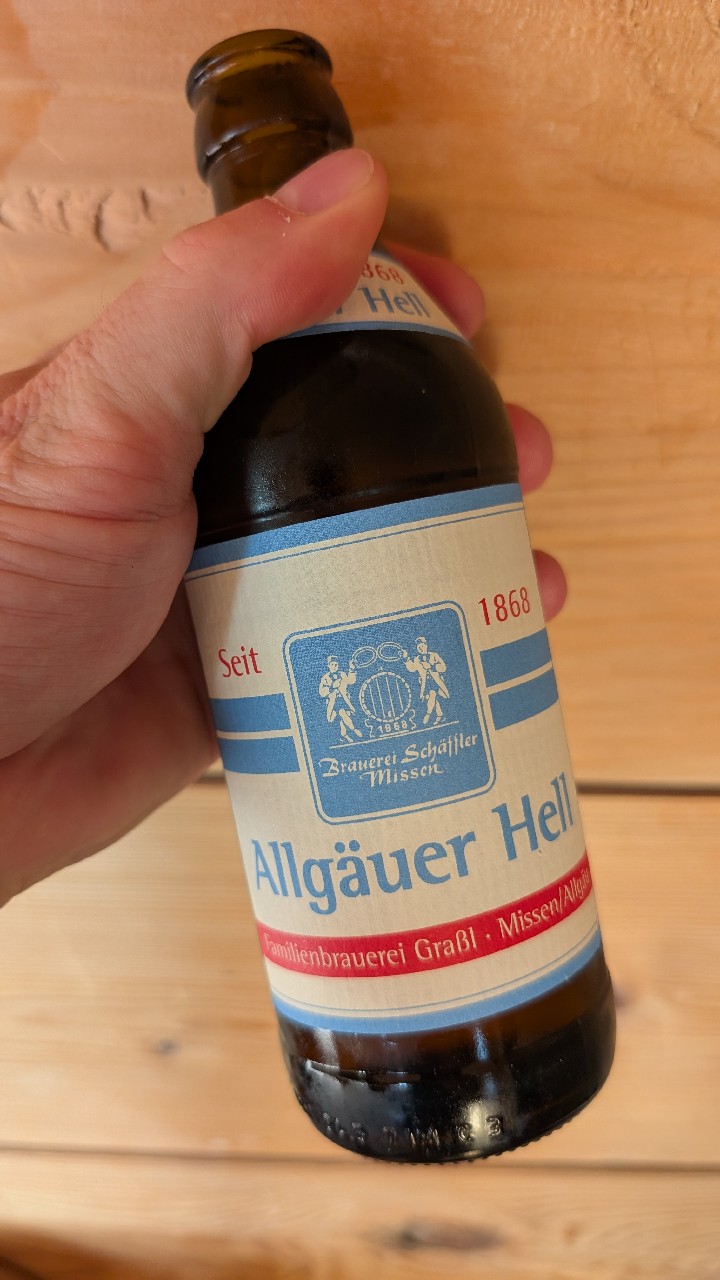 1868
Hell
Seit 1868
1868
Brauerei Schäffler
Missen
Allgäuer Hell
Familienbrauerei Graßl · Missen/Allgäu